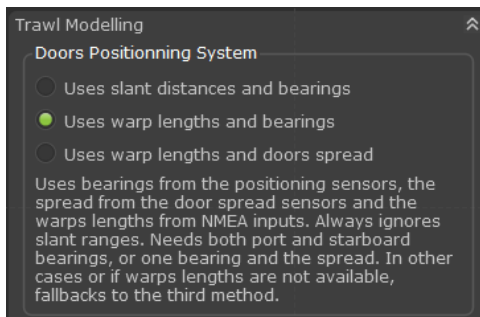 Trawl Modelling
Doors Positionning System
Uses slant distances and bearings
Uses warp lengths and bearings
Uses warp lengths and doors spread
Uses bearings from the positioning sensors, the
spread from the door spread sensors and the
warps lengths from NMEA inputs. Always ignores
slant ranges. Needs both port and starboard
bearings, or one bearing and the spread. In other
cases or if warps lengths are not available,
fallbacks to the third method.